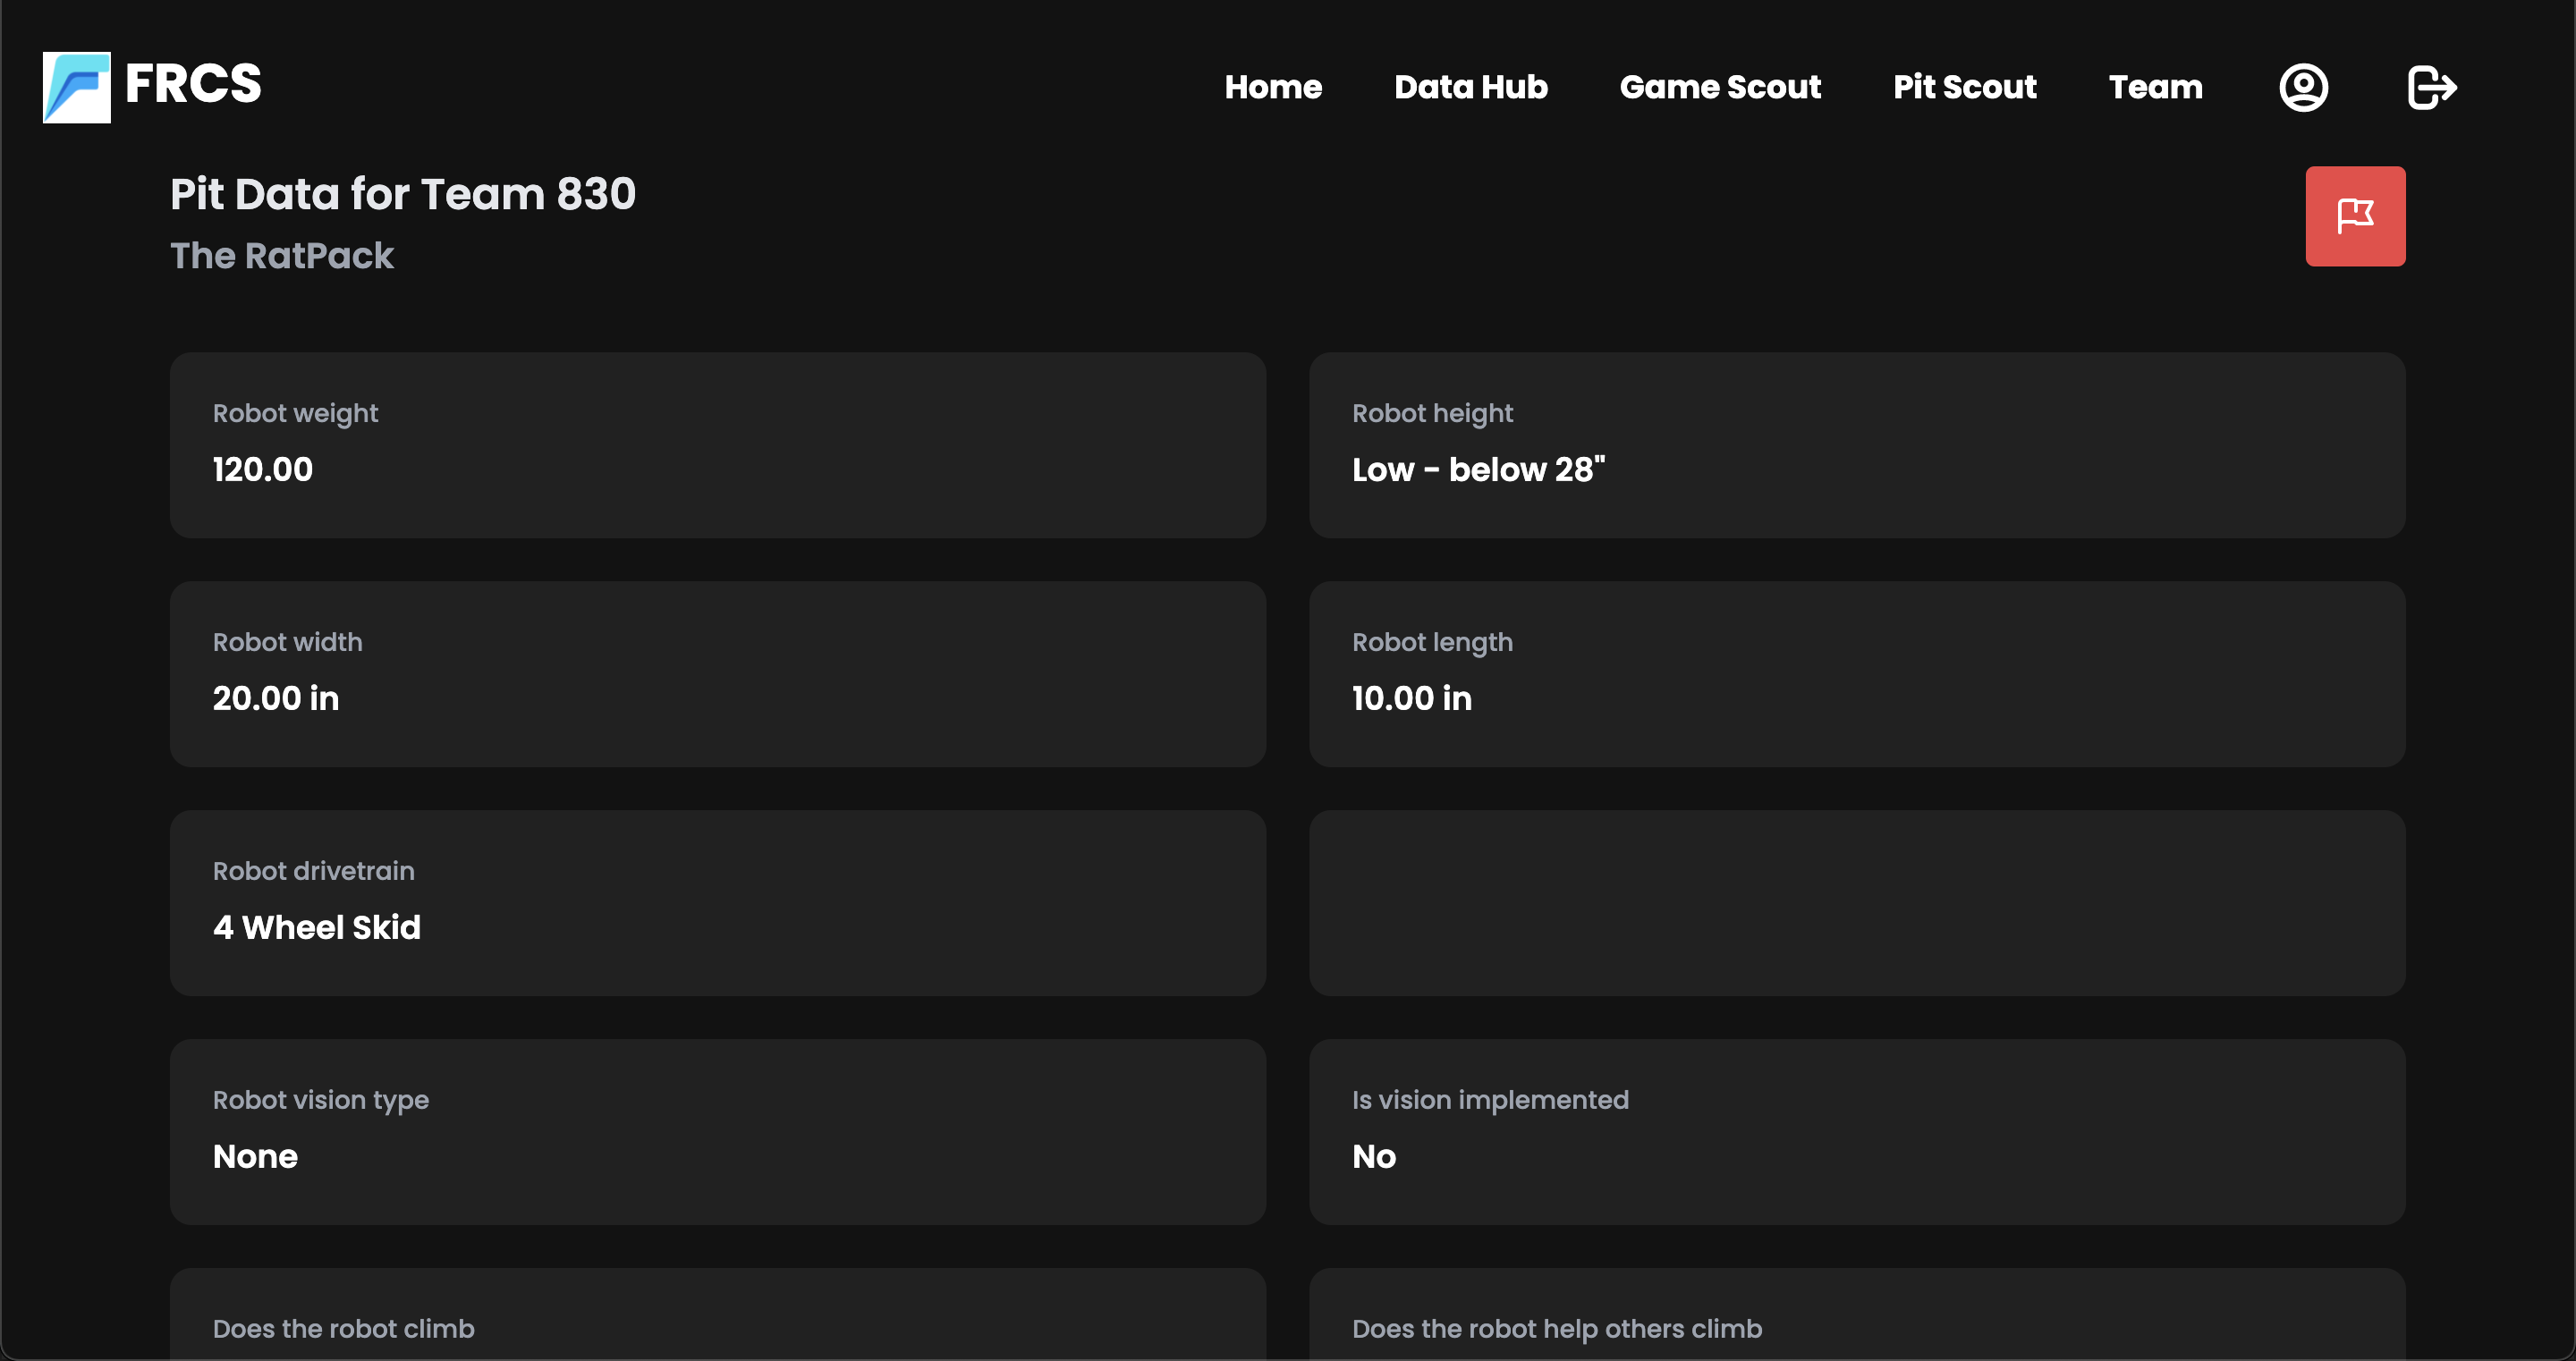 FRCS
Home
Data Hub
Game Scout
Pit Scout
Team
Pit Data for Team 830
The RatPack
Robot weight
120.00
Robot height
Low - below 28"
Robot width
20.00 in
Robot length
10.00 in
Robot drivetrain
4 Wheel Skid
Robot vision type
None
Is vision implemented
No
Does the robot climb
Does the robot help others climb